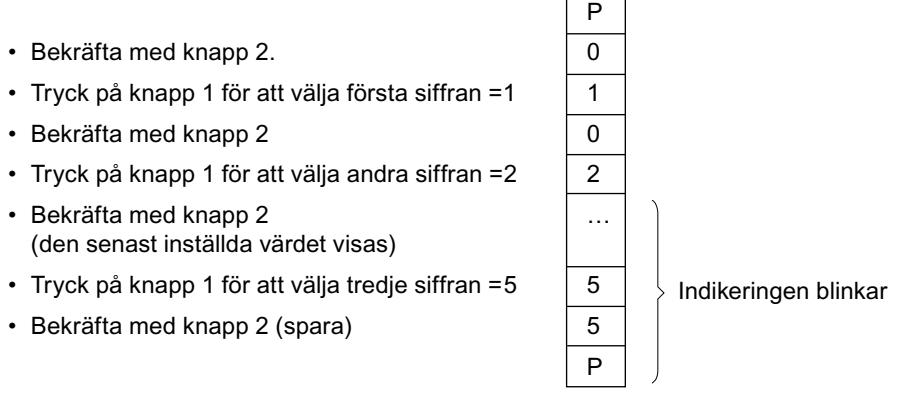 P
• Bekräfta med knapp 2. 0
• Tryck på knapp 1 för att välja första siffran =1 1
• Bekräfta med knapp 2 0
• Tryck på knapp 1 för att välja andra siffran =2 2
• Bekräfta med knapp 2 …
(den senast inställda värdet visas)
• Tryck på knapp 1 för att välja tredje siffran =5 5
Indikeringen blinkar
• Bekräfta med knapp 2 (spara) 5
P